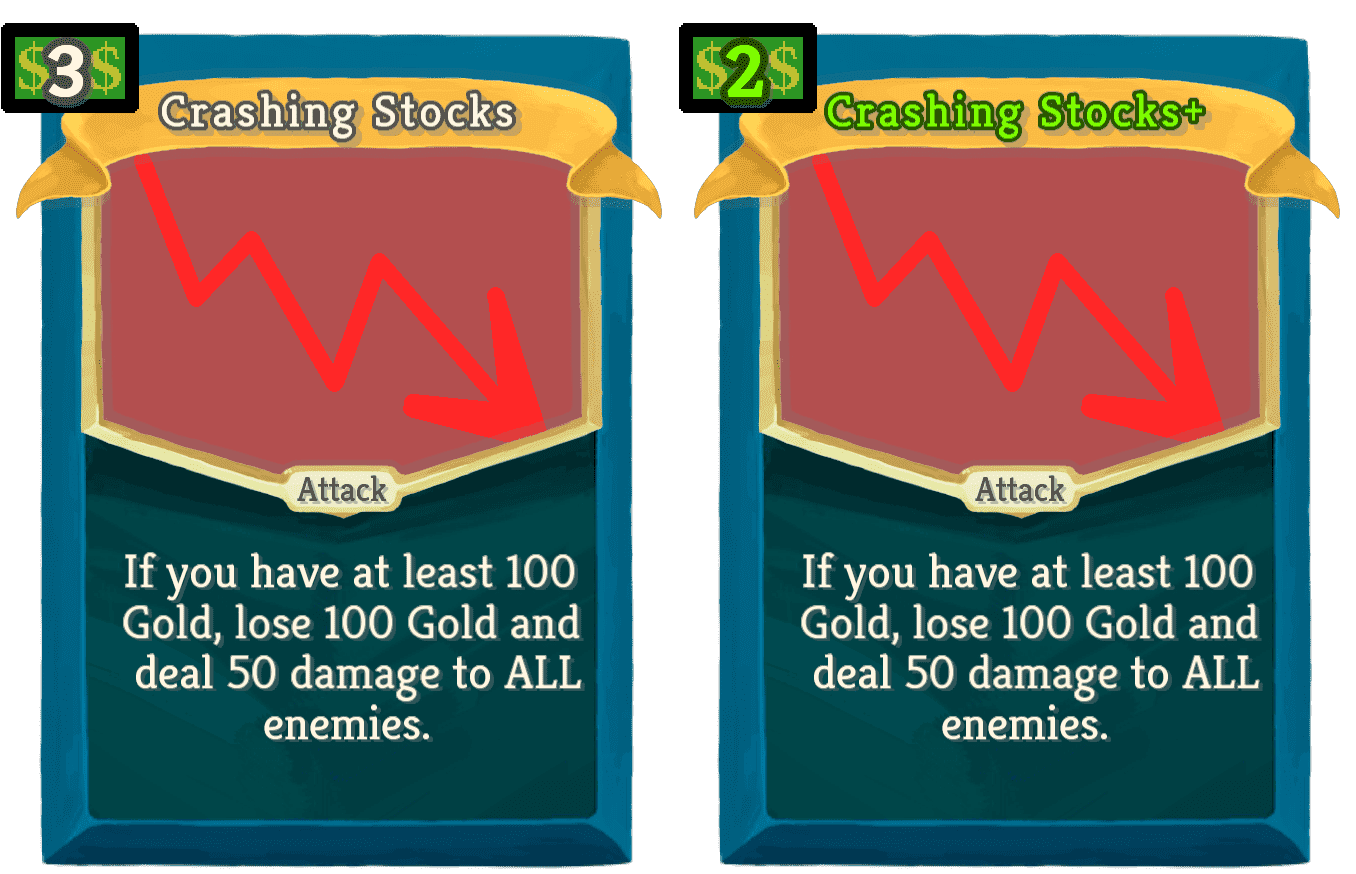 $3$
Crashing Stocks
Attack
If you have at least 100
Gold, lose 100 Gold and
deal 50 damage to ALL
enemies.
$2$
Crashing Stocks+
Attack
If you have at least 100
Gold, lose 100 Gold and
deal 50 damage to ALL
enemies.